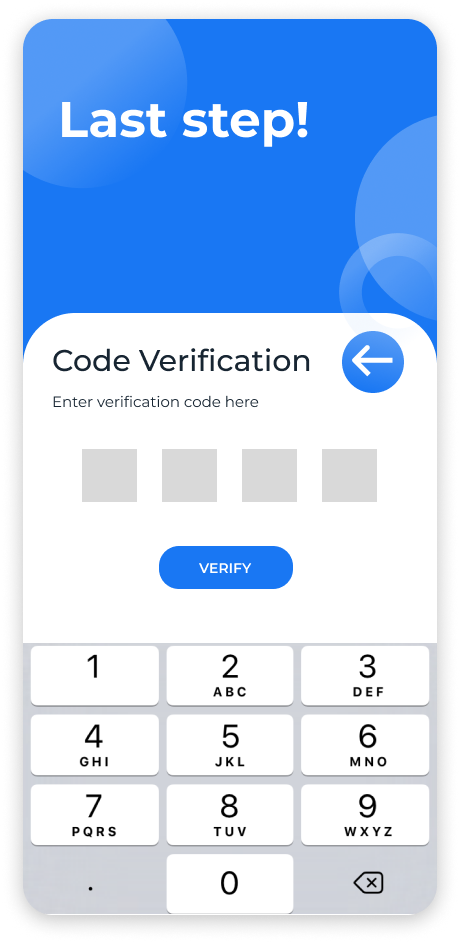 Last step!
Code Verification
Enter verification code here
VERIFY
1 2 3
ABC DEF
4 5 6
GHI JKL MNO
7 8 9
PQRS TUV WXYZ
. 0